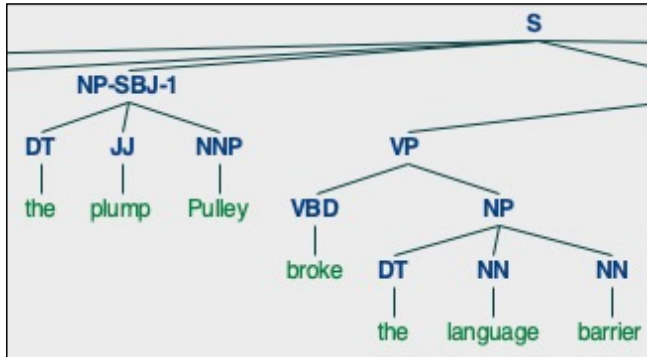 S
NP-SBJ-1
DT JJ NNP VP
the plump Pulley VBD NP
broke DT NN NN
the language barrier